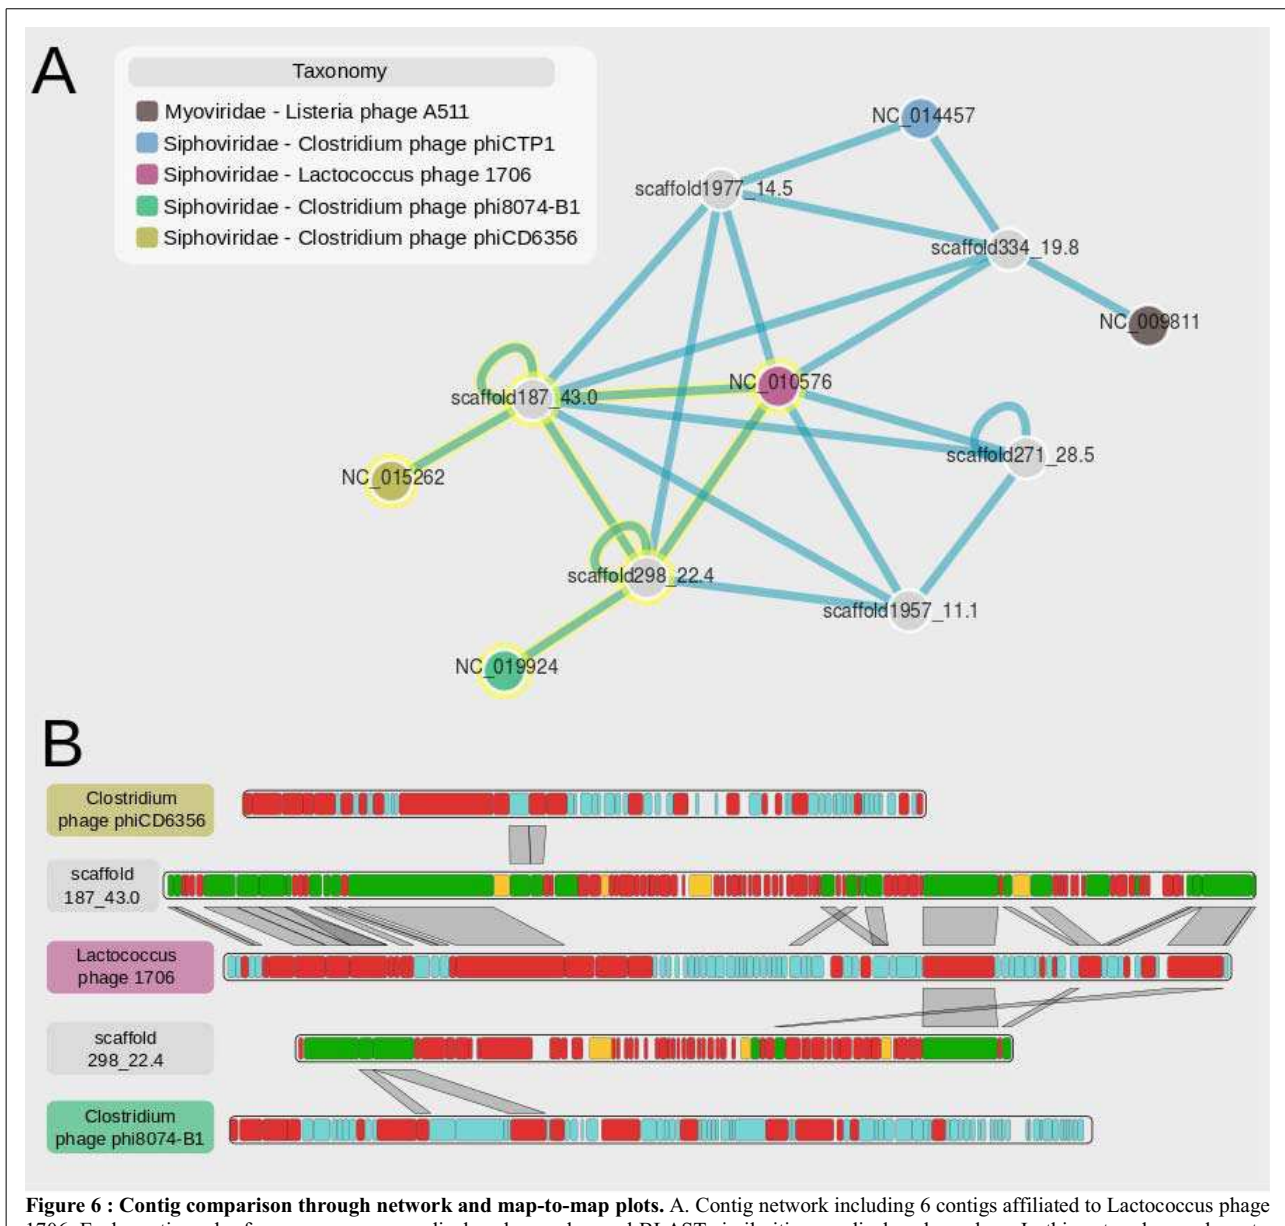 A
Taxonomy
Myoviridae - Listeria phage A511
Siphoviridae - Clostridium phage phiCTP1
Siphoviridae - Lactococcus phage 1706
Siphoviridae - Clostridium phage phi8074-B1
Siphoviridae - Clostridium phage phiCD6356
NC_014457
scaffold1977_14.5
scaffold334_19.8
NC_009811
NC_010576
scaffold187_43.0
scaffold271_28.5
NC_015262
scaffold298_22.4
scaffold1957_11.1
NC_019924
B
Clostridium
phage phiCD6356
scaffold
187_43.0
Lactococcus
phage 1706
scaffold
298_22.4
Clostridium
phage phi8074-B1
Figure 6 : Contig comparison through network and map-to-map plots. A. Contig network including 6 contigs affiliated to Lactococcus phage